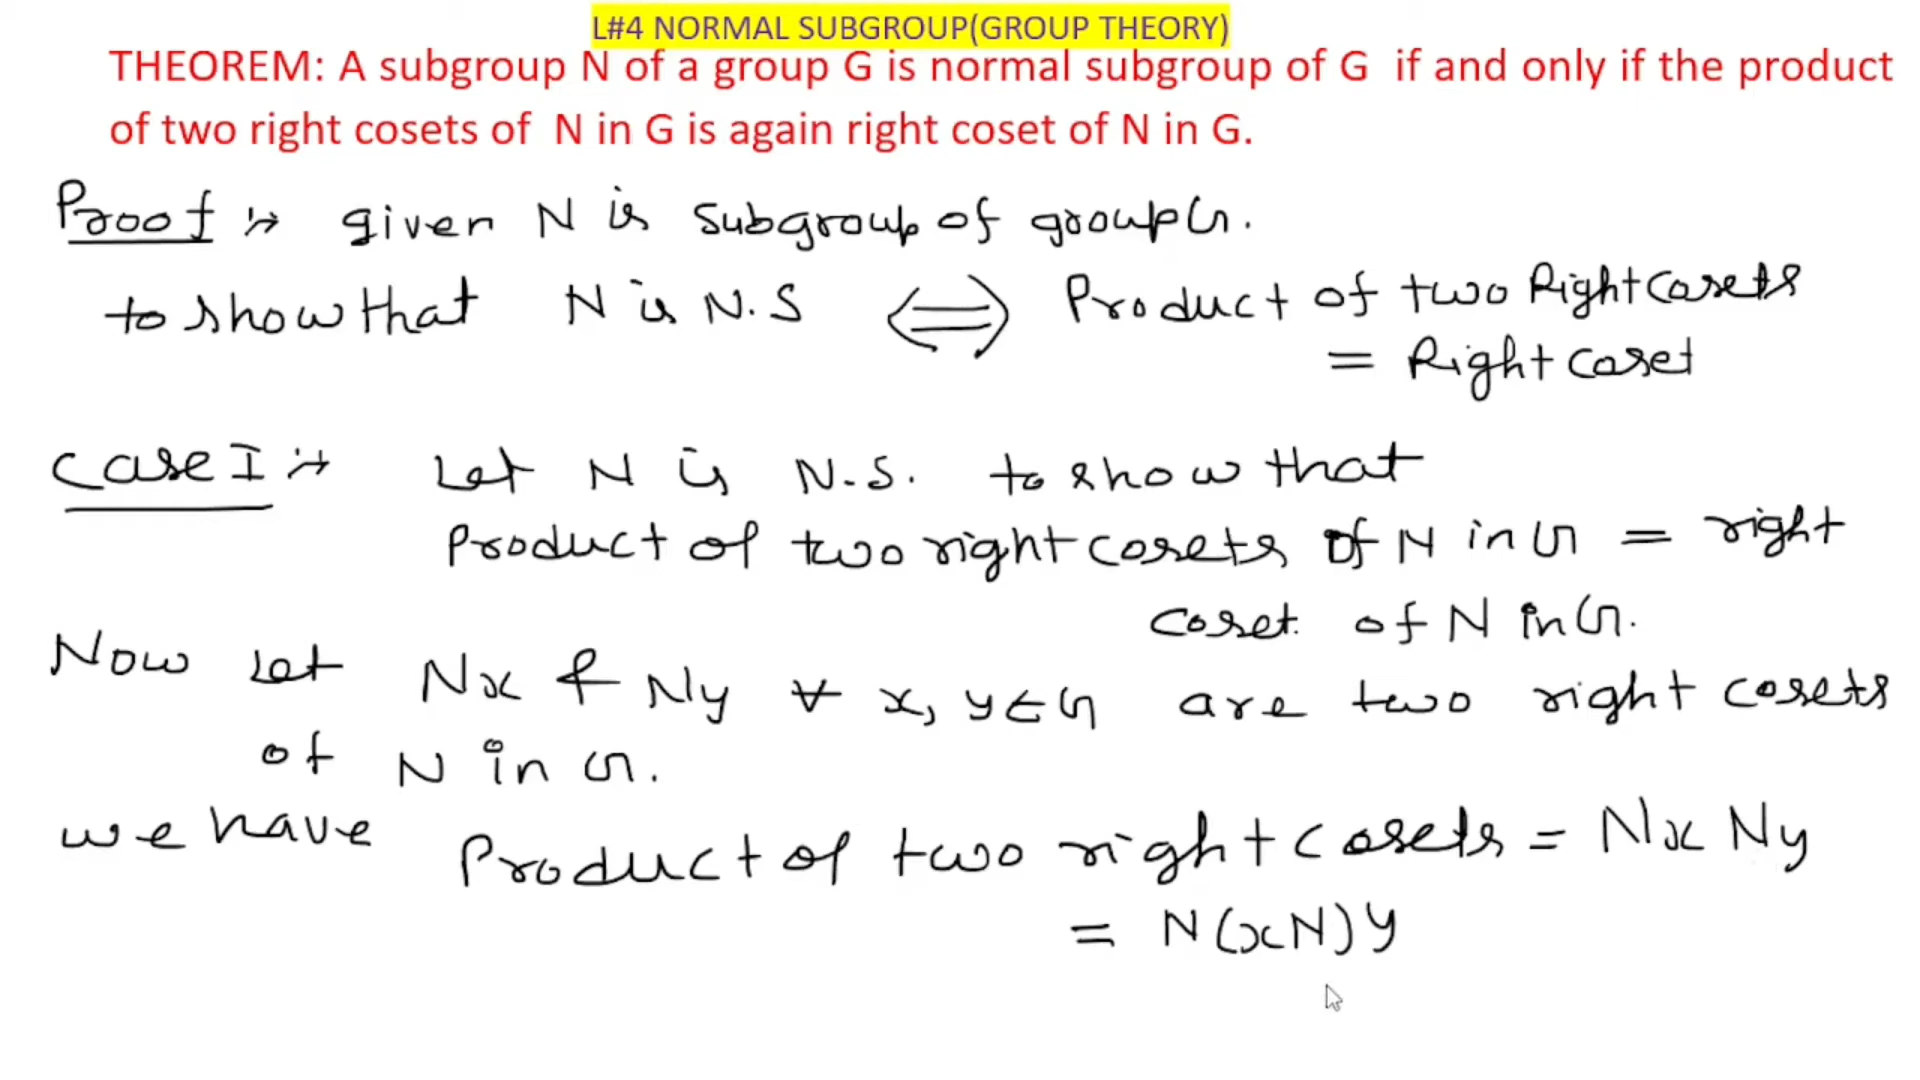 L#4 NORMAL SUBGROUP(GROUP THEORY)
THEOREM: A subgroup N of a group G is normal subgroup of G if and only if the product
of two right cosets of N in G is again right coset of N in G.
Proof :→ given N is subgroup of group G.
to show that N is N.S ⟺ Product of two Right Cosets
= Right Coset
Case I :→ Let N is N.S. to show that
Product of two right cosets of N in G = right
coset. of N in G.
Now let Nx & Ny ∀ x, y ∈ G are two right cosets
of N in G.
we have Product of two right cosets = Nx Ny
= N(xN)y